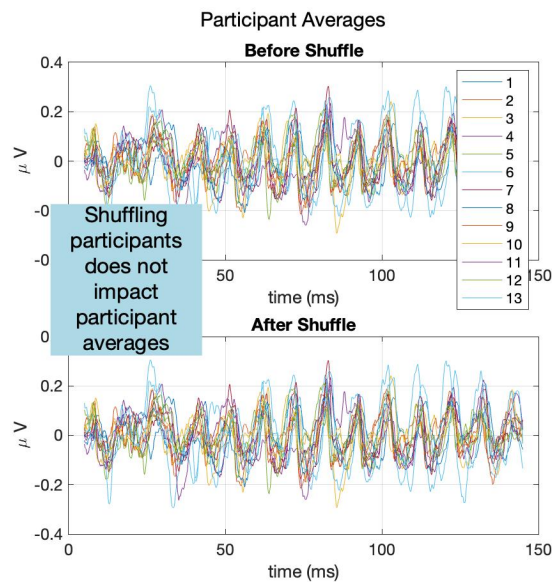 Participant Averages
Before Shuffle
0.4
0.2
0
-0
-0
μ V
50
100
150
time (ms)
1
2
3
4
5
6
7
8
9
10
11
12
13
Shuffling
participants
does not
impact
participant
averages
After Shuffle
0
0.2
0
-0.2
-0.4
μ V
0
50
100
150
time (ms)